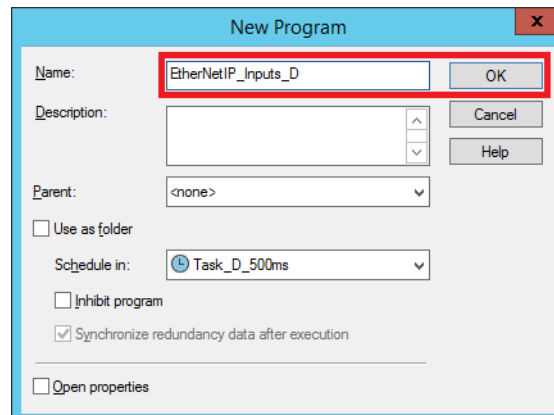 New Program
x
Name: EtherNetIP_Inputs_D OK
Description: Cancel
Help
Parent: <none>
Use as folder
Schedule in: Task_D_500ms
Inhibit program
Synchronize redundancy data after execution
Open properties